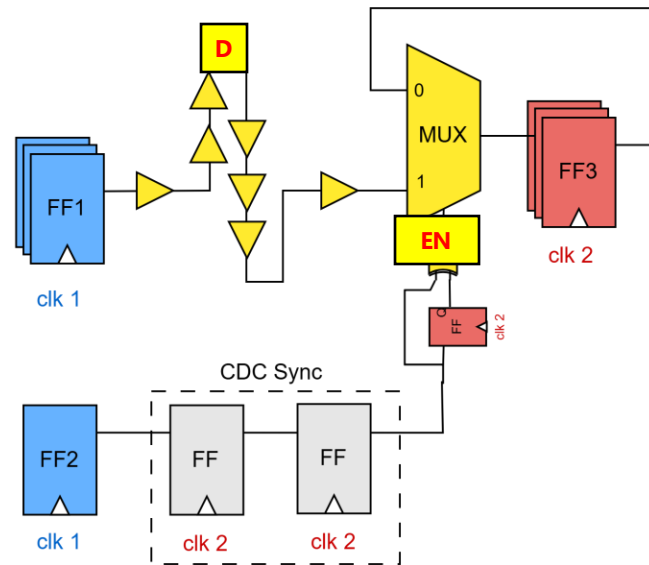 D
0
MUX
1
FF1
FF3
EN
clk 1
clk 2
Q
FF
clk 2
CDC Sync
FF2
FF
FF
clk 1
clk 2
clk 2